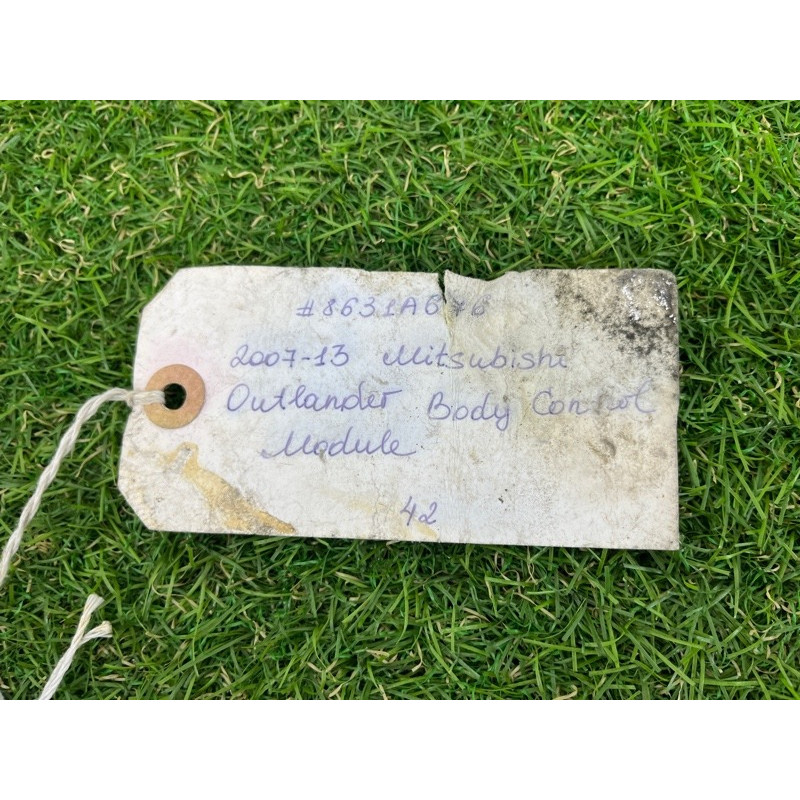 #8631A676
2007-13 Mitsubishi
Outlander Body Control
Module
42